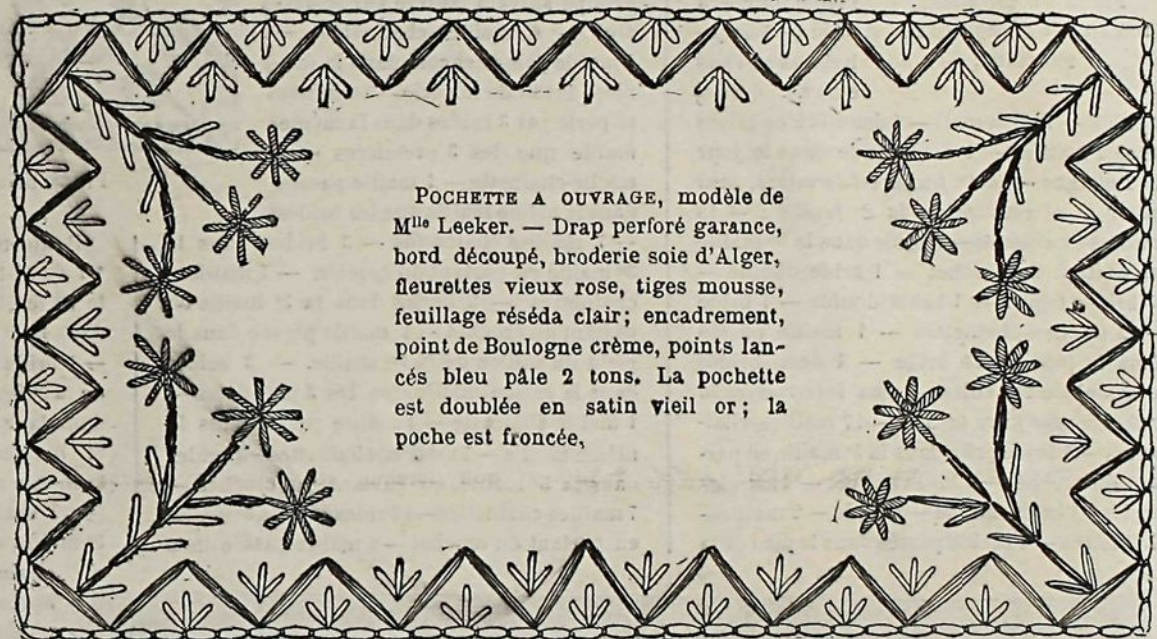 POCHETTE A OUVRAGE, modèle de
Mlle Leeker. — Drap perforé garance,
bord découpé, broderie soie d'Alger,
fleurettes vieux rose, tiges mousse,
feuillage réséda clair; encadrement,
point de Boulogne crème, points lan-
cés bleu pâle 2 tons. La pochette
est doublée en satin vieil or; la
poche est froncée,